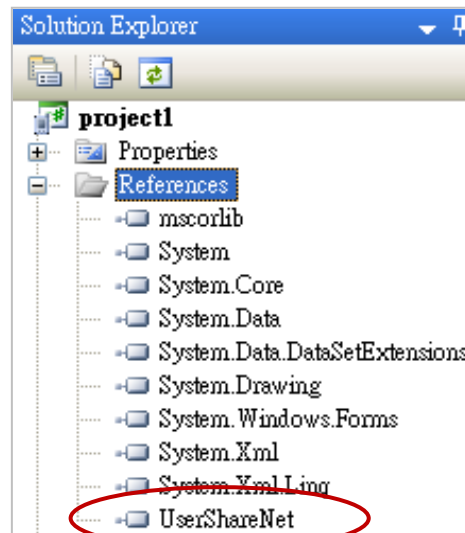 Solution Explorer
project1
Properties
References
mscorlib
System
System.Core
System.Data
System.Data.DataSetExtensions
System.Drawing
System.Windows.Forms
System.Xml
System.Xml.Linq
UserShareNet